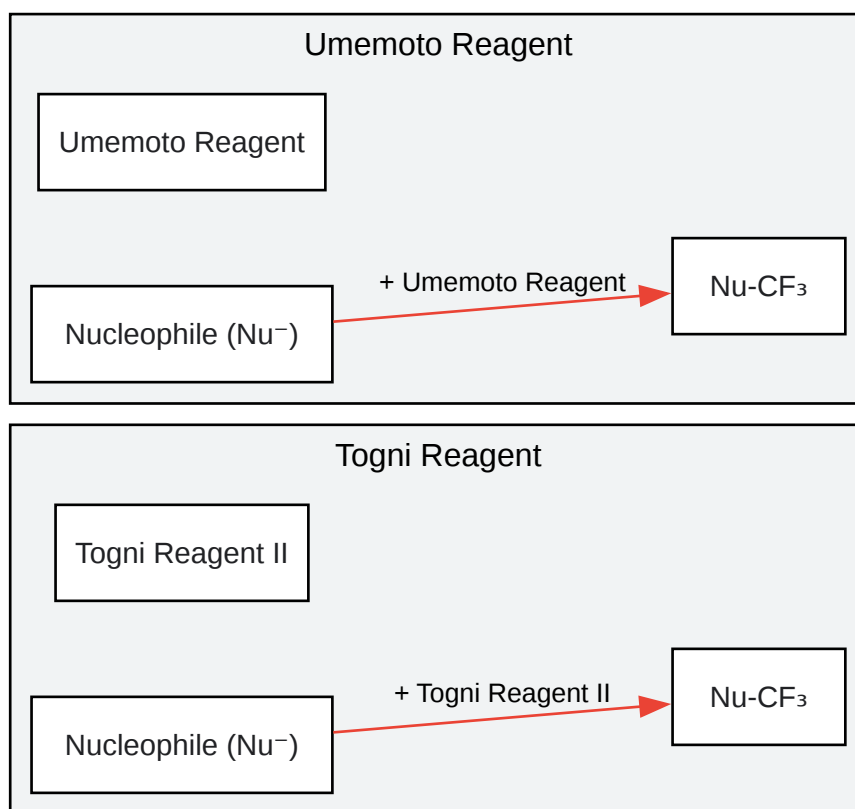 Umemoto Reagent
Umemoto Reagent
+ Umemoto Reagent
Nu-CF₃
Nucleophile (Nu⁻)
Togni Reagent
Togni Reagent II
+ Togni Reagent II
Nu-CF₃
Nucleophile (Nu⁻)